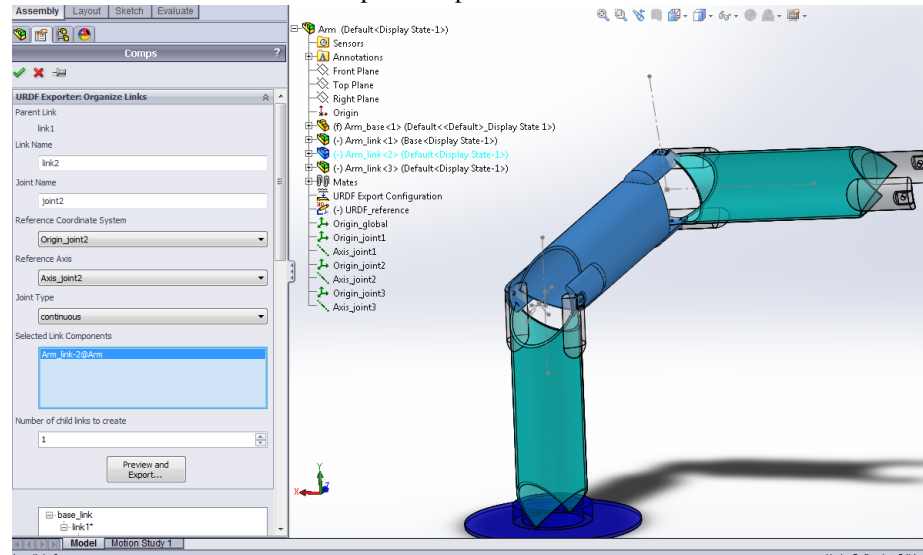 Assembly Layout Sketch Evaluate
Comps ?
URDF Exporter: Organize Links
Parent Link
link1
Link Name
link2
Joint Name
joint2
Reference Coordinate System
Origin_joint2
Reference Axis
Axis_joint2
Joint Type
continuous
Selected Link Components
Arm_link-2@Arm
Number of child links to create
1
Preview and
Export...
base_link
link1*
Model Motion Study 1
Arm (Default<Display State-1>)
Sensors
Annotations
Front Plane
Top Plane
Right Plane
Origin
(f) Arm_base<1> (Default<<Default>_Display State 1>)
(-) Arm_link<1> (Base<Display State-1>)
(-) Arm_link<2> (Default<Display State-1>)
(-) Arm_link<3> (Default<Display State-1>)
Mates
URDF Export Configuration
(-) URDF_reference
Origin_global
Origin_joint1
Axis_joint1
Origin_joint2
Axis_joint2
Origin_joint3
Axis_joint3
Y
X
Z